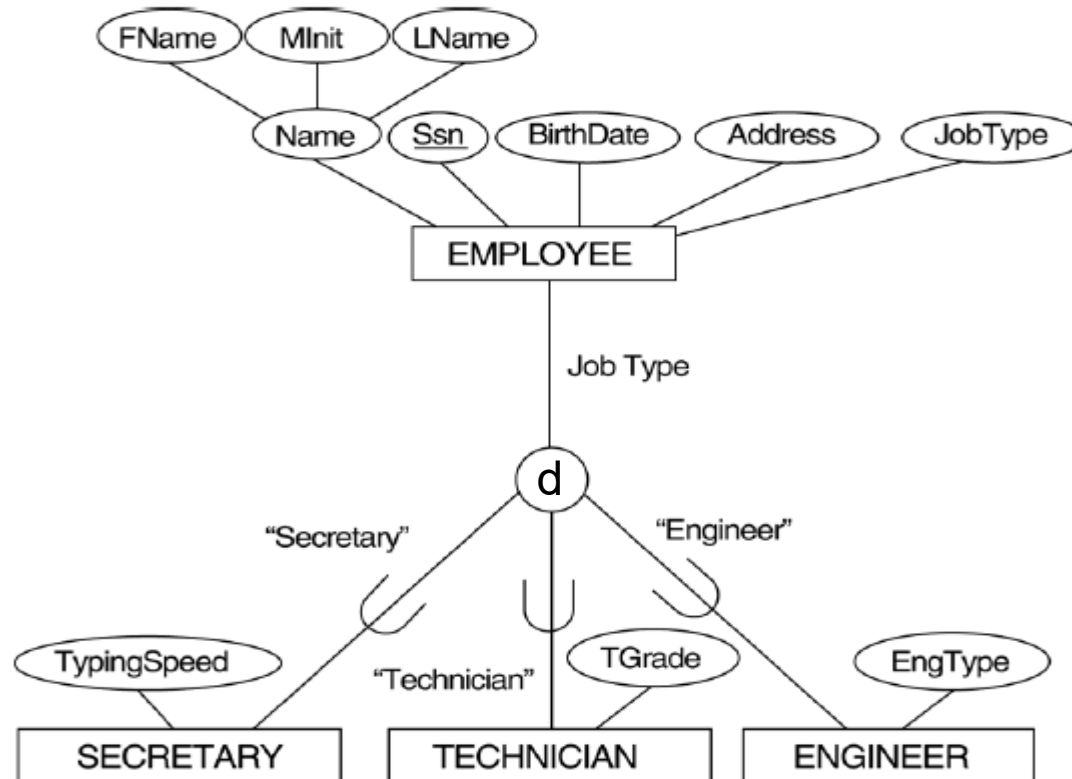 FName MInit LName
Name Ssn BirthDate Address JobType
EMPLOYEE
Job Type
d
“Secretary” “Engineer”
TypingSpeed “Technician” TGrade EngType
SECRETARY TECHNICIAN ENGINEER